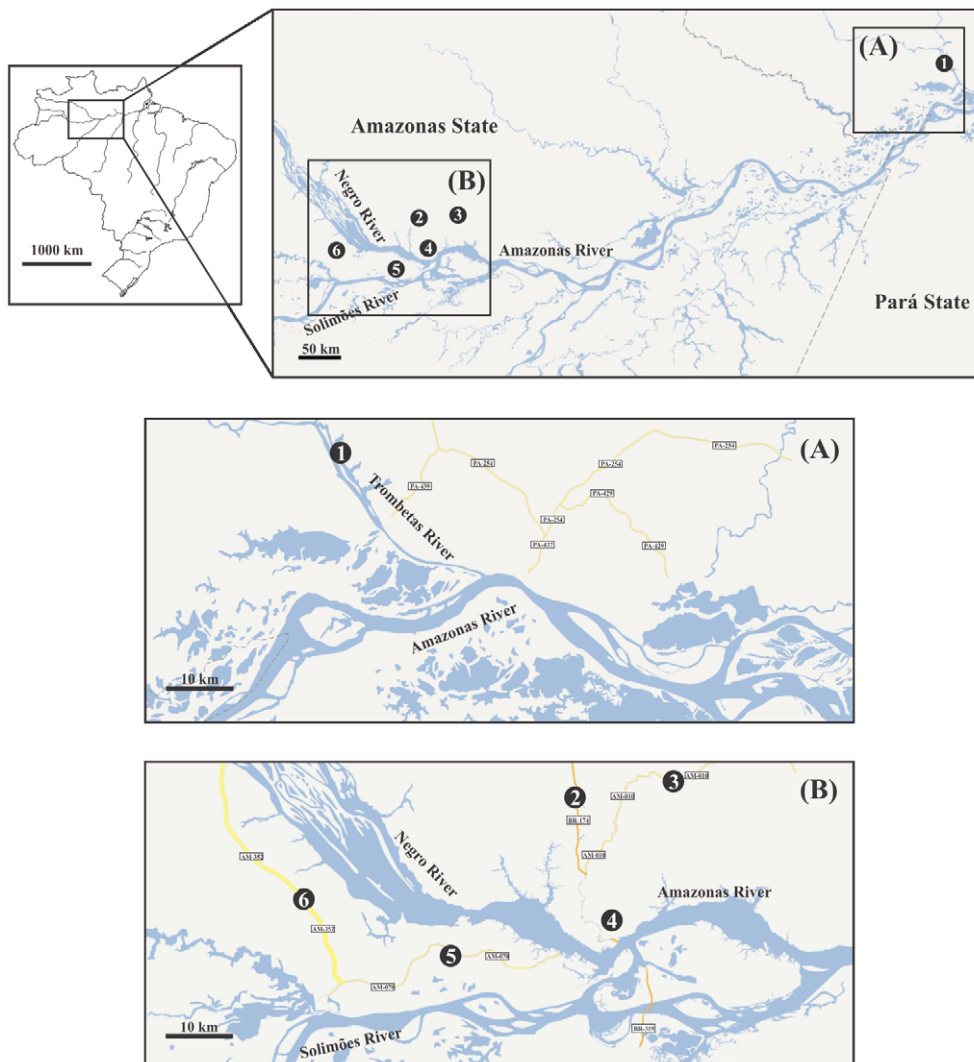 (A)
1
Amazonas State
(B)
Negro River
2
3
1000 km
6
4
Amazonas River
5
Solimões River
Pará State
50 km
(A)
1
PA-254
PA-254
PA-254
Trombetas River
PA-439
PA-429
PA-254
PA-437
PA-429
Amazonas River
10 km
(B)
2
3
AM-010
AM-010
BR-174
Negro River
AM-352
AM-010
Amazonas River
6
4
AM-352
5
AM-070
AM-070
10 km
BR-319
Solimões River